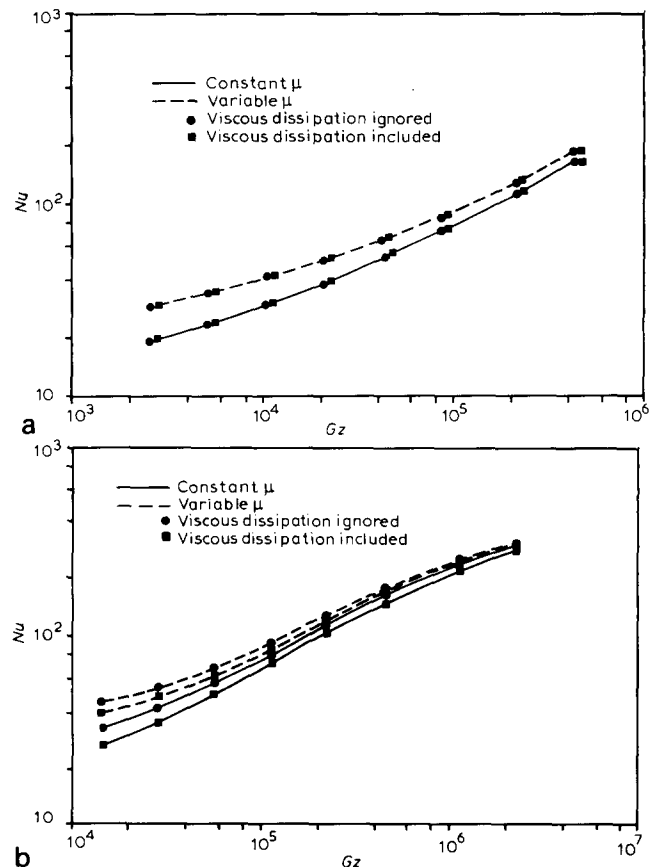 10³
Constant μ
Variable μ
Viscous dissipation ignored
Viscous dissipation included
Nu
10²
10
10³
10⁴
10⁵
10⁶
Gz
a
10³
Constant μ
Variable μ
Viscous dissipation ignored
Viscous dissipation included
Nu
10²
10
10⁴
10⁵
10⁶
10⁷
Gz
b